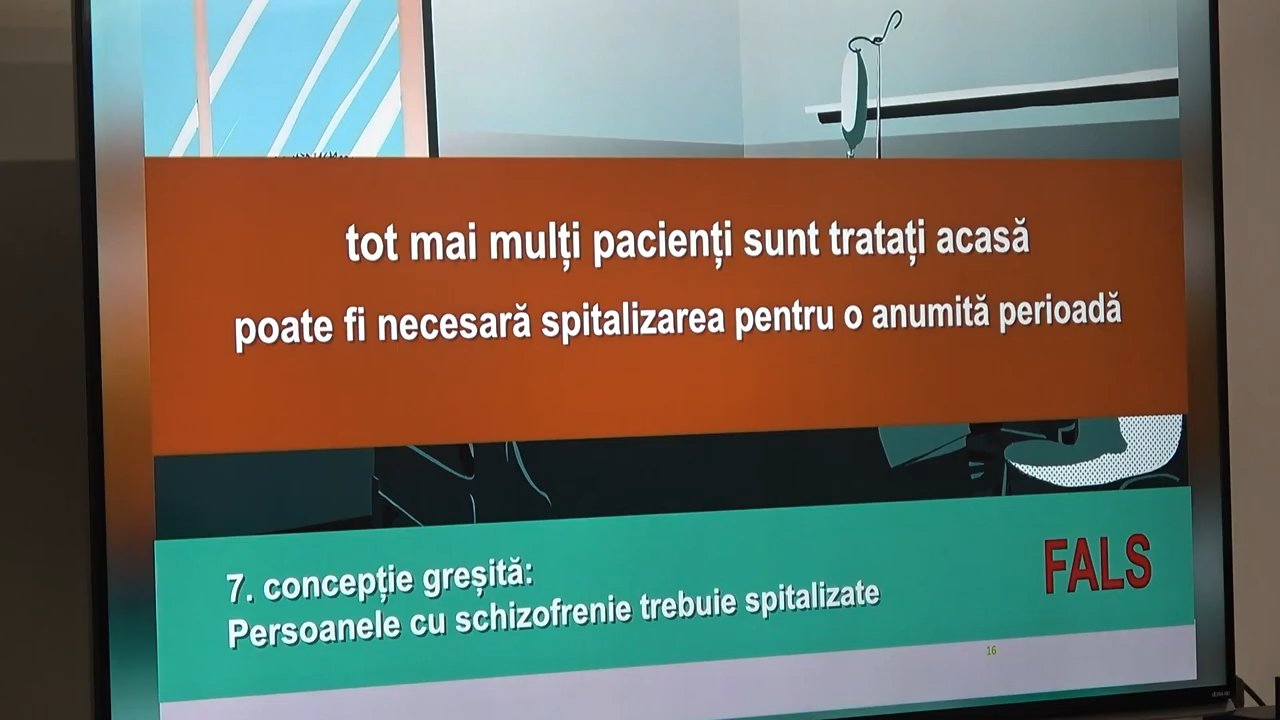 tot mai mulți pacienți sunt tratați acasă
poate fi necesară spitalizarea pentru o anumită perioadă
7. concepție greșită:
Persoanele cu schizofrenie trebuie spitalizate
FALS
16